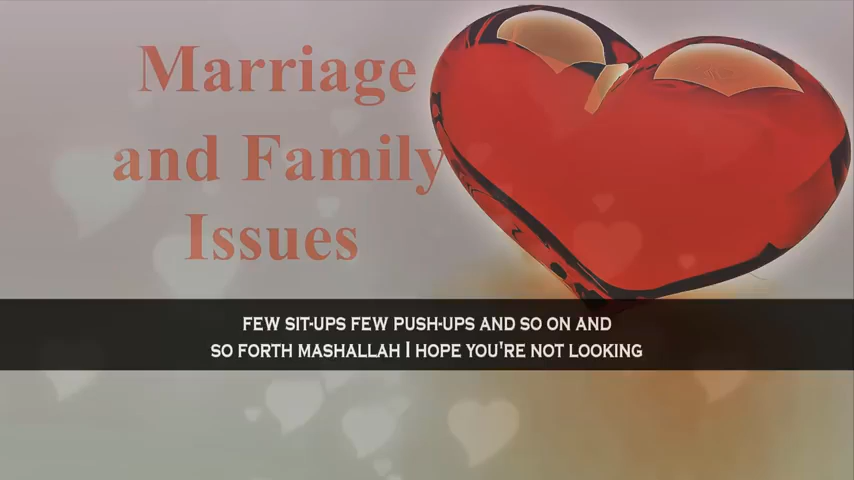 Marriage
and Family
Issues
FEW SIT-UPS FEW PUSH-UPS AND SO ON AND
SO FORTH MASHALLAH I HOPE YOU'RE NOT LOOKING